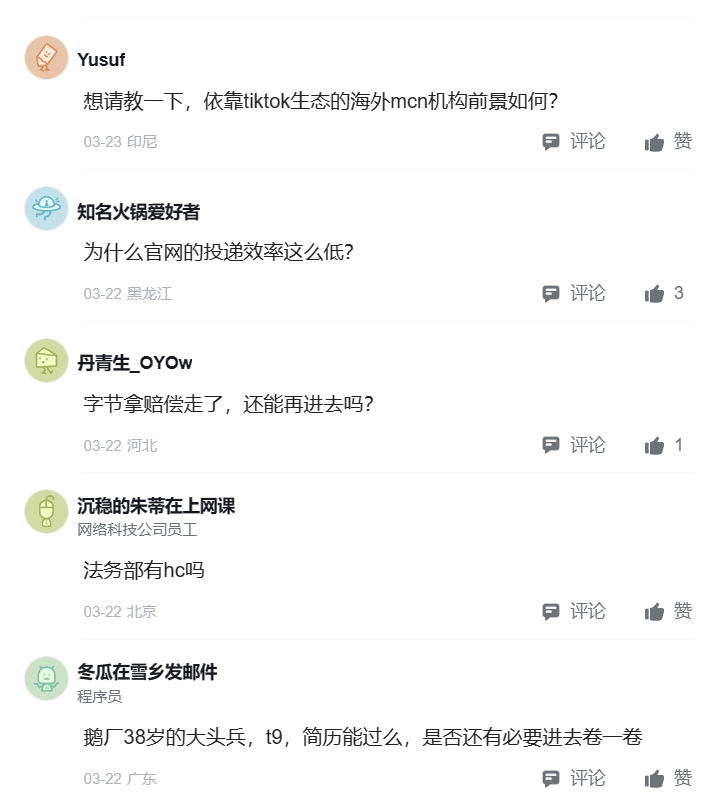 Yusuf
想请教一下，依靠tiktok生态的海外mcn机构前景如何？
03-23 印尼
评论 赞
知名火锅爱好者
为什么官网的投递效率这么低？
03-22 黑龙江
评论 3
丹青生_OYOw
字节拿赔偿走了，还能再进去吗？
03-22 河北
评论 1
沉稳的朱蒂在上网课
网络科技公司员工
法务部有hc吗
03-22 北京
评论 赞
冬瓜在雪乡发邮件
程序员
鹅厂38岁的大头兵，t9，简历能过么，是否还有必要进去卷一卷
03-22 广东
评论 赞